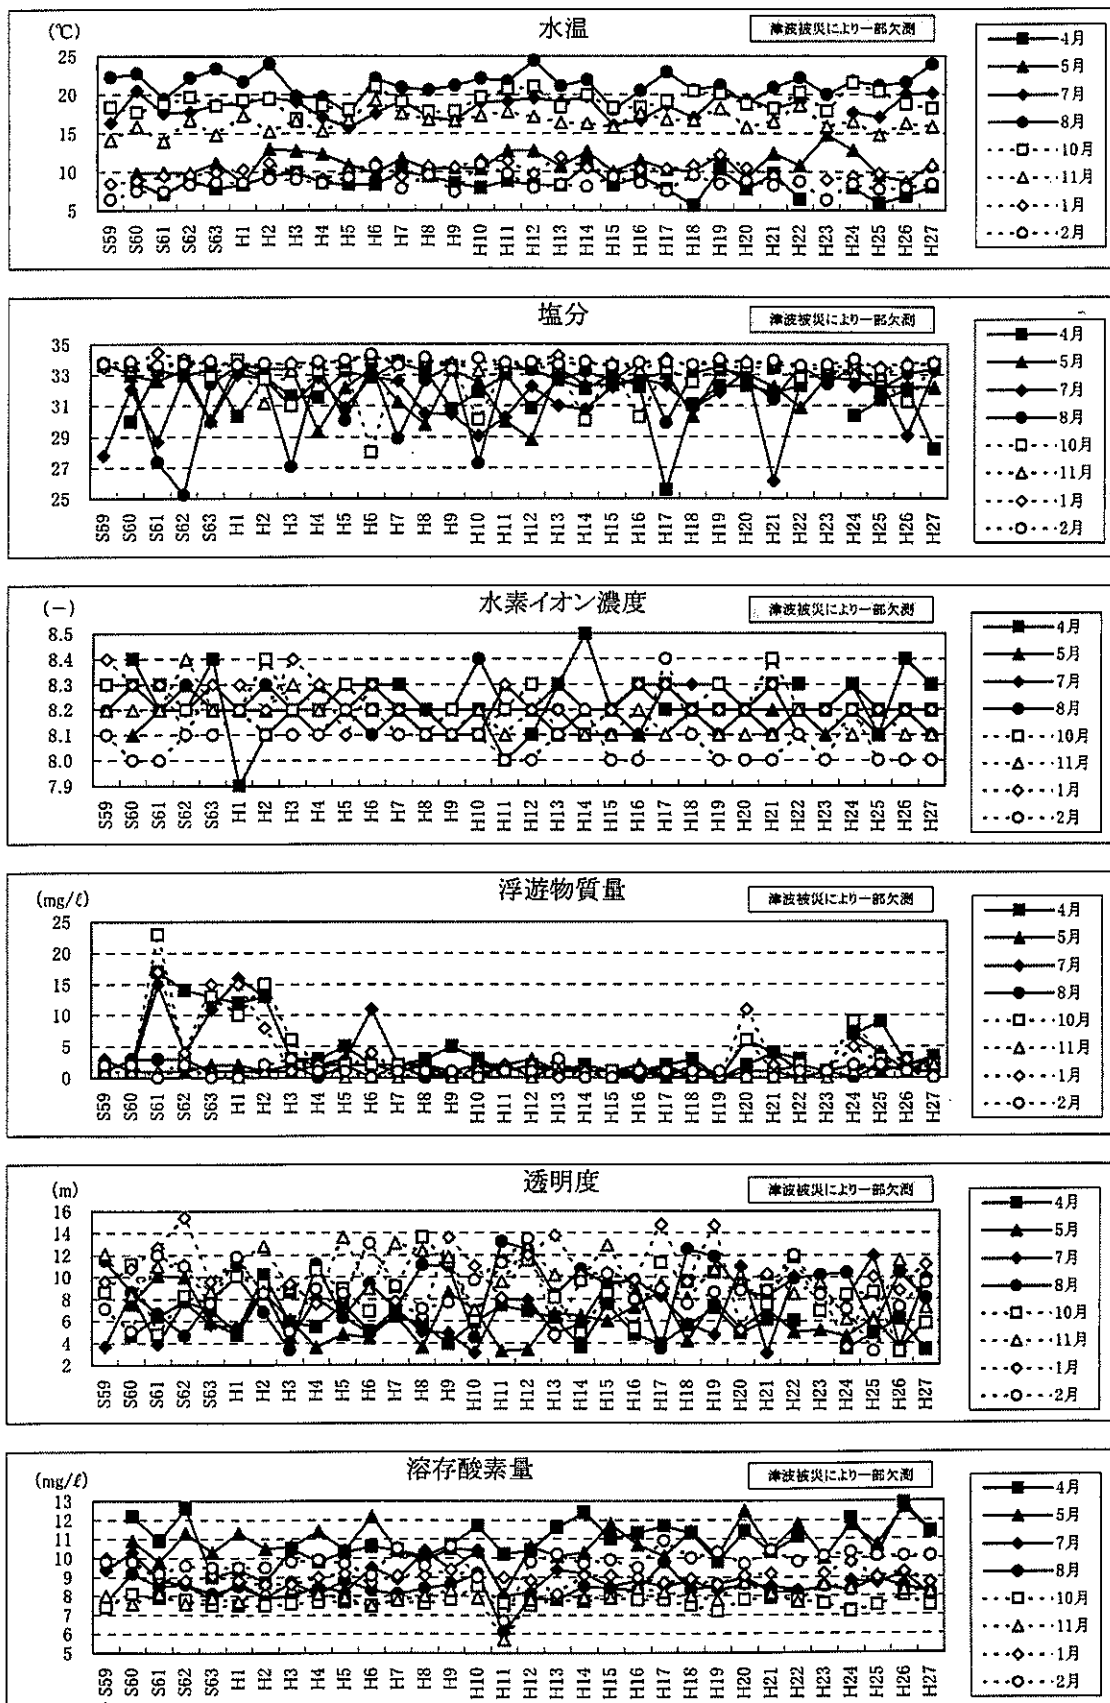 水温
(℃)
津波被災により一部欠測
25
20
15
10
5
S59 S60 S61 S62 S63 H1 H2 H3 H4 H5 H6 H7 H8 H9 H10 H11 H12 H13 H14 H15 H16 H17 H18 H19 H20 H21 H22 H23 H24 H25 H26 H27
4月
5月
7月
8月
10月
11月
1月
2月
塩分
津波被災により一部欠測
35
33
31
29
27
25
S59 S60 S61 S62 S63 H1 H2 H3 H4 H5 H6 H7 H8 H9 H10 H11 H12 H13 H14 H15 H16 H17 H18 H19 H20 H21 H22 H23 H24 H25 H26 H27
4月
5月
7月
8月
10月
11月
1月
2月
水素イオン濃度
(-)
津波被災により一部欠測
8.5
8.4
8.3
8.2
8.1
8.0
7.9
S59 S60 S61 S62 S63 H1 H2 H3 H4 H5 H6 H7 H8 H9 H10 H11 H12 H13 H14 H15 H16 H17 H18 H19 H20 H21 H22 H23 H24 H25 H26 H27
4月
5月
7月
8月
10月
11月
1月
2月
浮遊物質量
(mg/ℓ)
津波被災により一部欠測
25
20
15
10
5
0
S59 S60 S61 S62 S63 H1 H2 H3 H4 H5 H6 H7 H8 H9 H10 H11 H12 H13 H14 H15 H16 H17 H18 H19 H20 H21 H22 H23 H24 H25 H26 H27
4月
5月
7月
8月
10月
11月
1月
2月
透明度
(m)
津波被災により一部欠測
16
14
12
10
8
6
4
2
S59 S60 S61 S62 S63 H1 H2 H3 H4 H5 H6 H7 H8 H9 H10 H11 H12 H13 H14 H15 H16 H17 H18 H19 H20 H21 H22 H23 H24 H25 H26 H27
4月
5月
7月
8月
10月
11月
1月
2月
溶存酸素量
(mg/ℓ)
津波被災により一部欠測
13
12
11
10
9
8
7
6
5
S59 S60 S61 S62 S63 H1 H2 H3 H4 H5 H6 H7 H8 H9 H10 H11 H12 H13 H14 H15 H16 H17 H18 H19 H20 H21 H22 H23 H24 H25 H26 H27
4月
5月
7月
8月
10月
11月
1月
2月